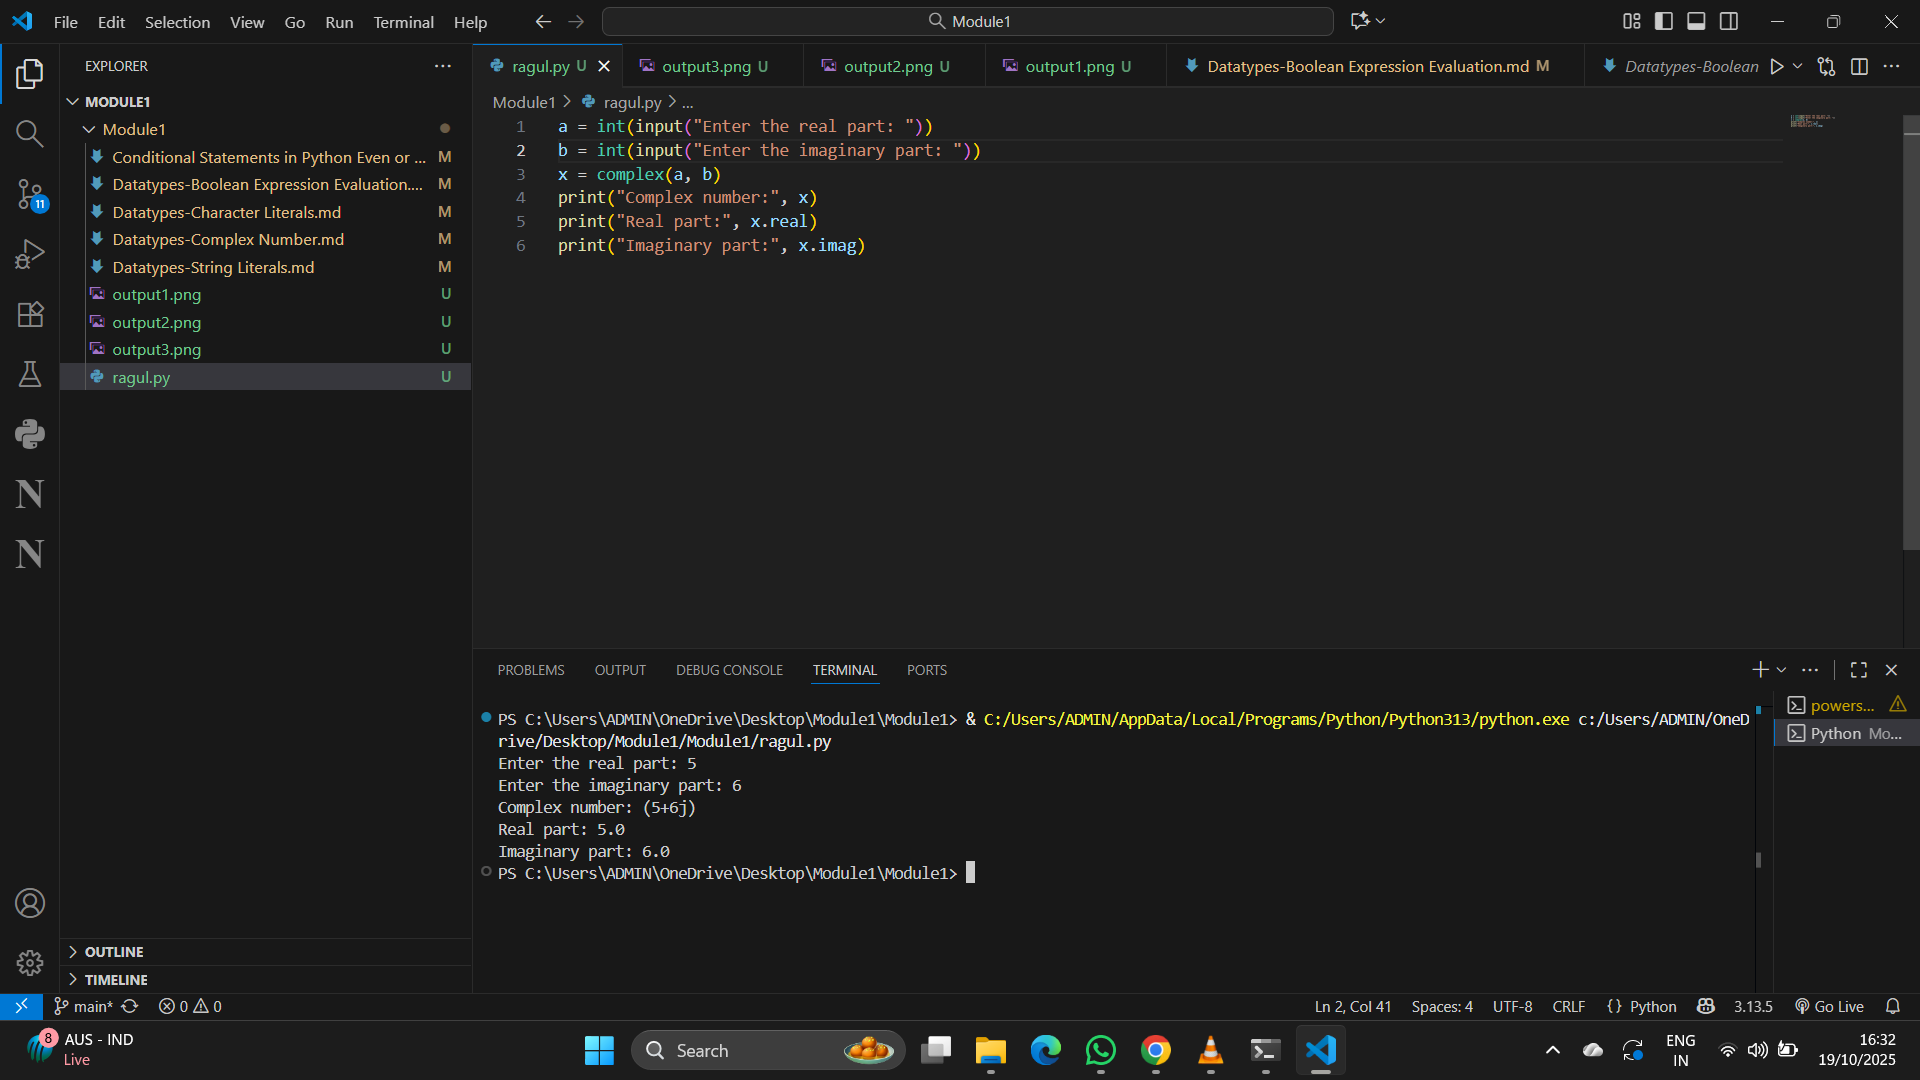 File Edit Selection View Go Run Terminal Help
Module1
EXPLORER
MODULE1
Module1
Conditional Statements in Python Even or ... M
Datatypes-Boolean Expression Evaluation.... M
Datatypes-Character Literals.md M
Datatypes-Complex Number.md M
Datatypes-String Literals.md M
output1.png U
output2.png U
output3.png U
ragul.py U
11
OUTLINE
TIMELINE
ragul.py U output3.png U output2.png U output1.png U Datatypes-Boolean Expression Evaluation.md M Datatypes-Boolean
Module1 > ragul.py > ...
1 a = int(input("Enter the real part: "))
2 b = int(input("Enter the imaginary part: "))
3 x = complex(a, b)
4 print("Complex number:", x)
5 print("Real part:", x.real)
6 print("Imaginary part:", x.imag)
PROBLEMS OUTPUT DEBUG CONSOLE TERMINAL PORTS
PS C:\Users\ADMIN\OneDrive\Desktop\Module1\Module1> & C:/Users/ADMIN/AppData/Local/Programs/Python/Python313/python.exe c:/Users/ADMIN/OneD
rive/Desktop/Module1/Module1/ragul.py
Enter the real part: 5
Enter the imaginary part: 6
Complex number: (5+6j)
Real part: 5.0
Imaginary part: 6.0
PS C:\Users\ADMIN\OneDrive\Desktop\Module1\Module1>
powers...
Python Mo...
main* 0 0
Ln 2, Col 41 Spaces: 4 UTF-8 CRLF {} Python 3.13.5 Go Live
8
AUS - IND
Live
Search
ENG
IN
16:32
19/10/2025